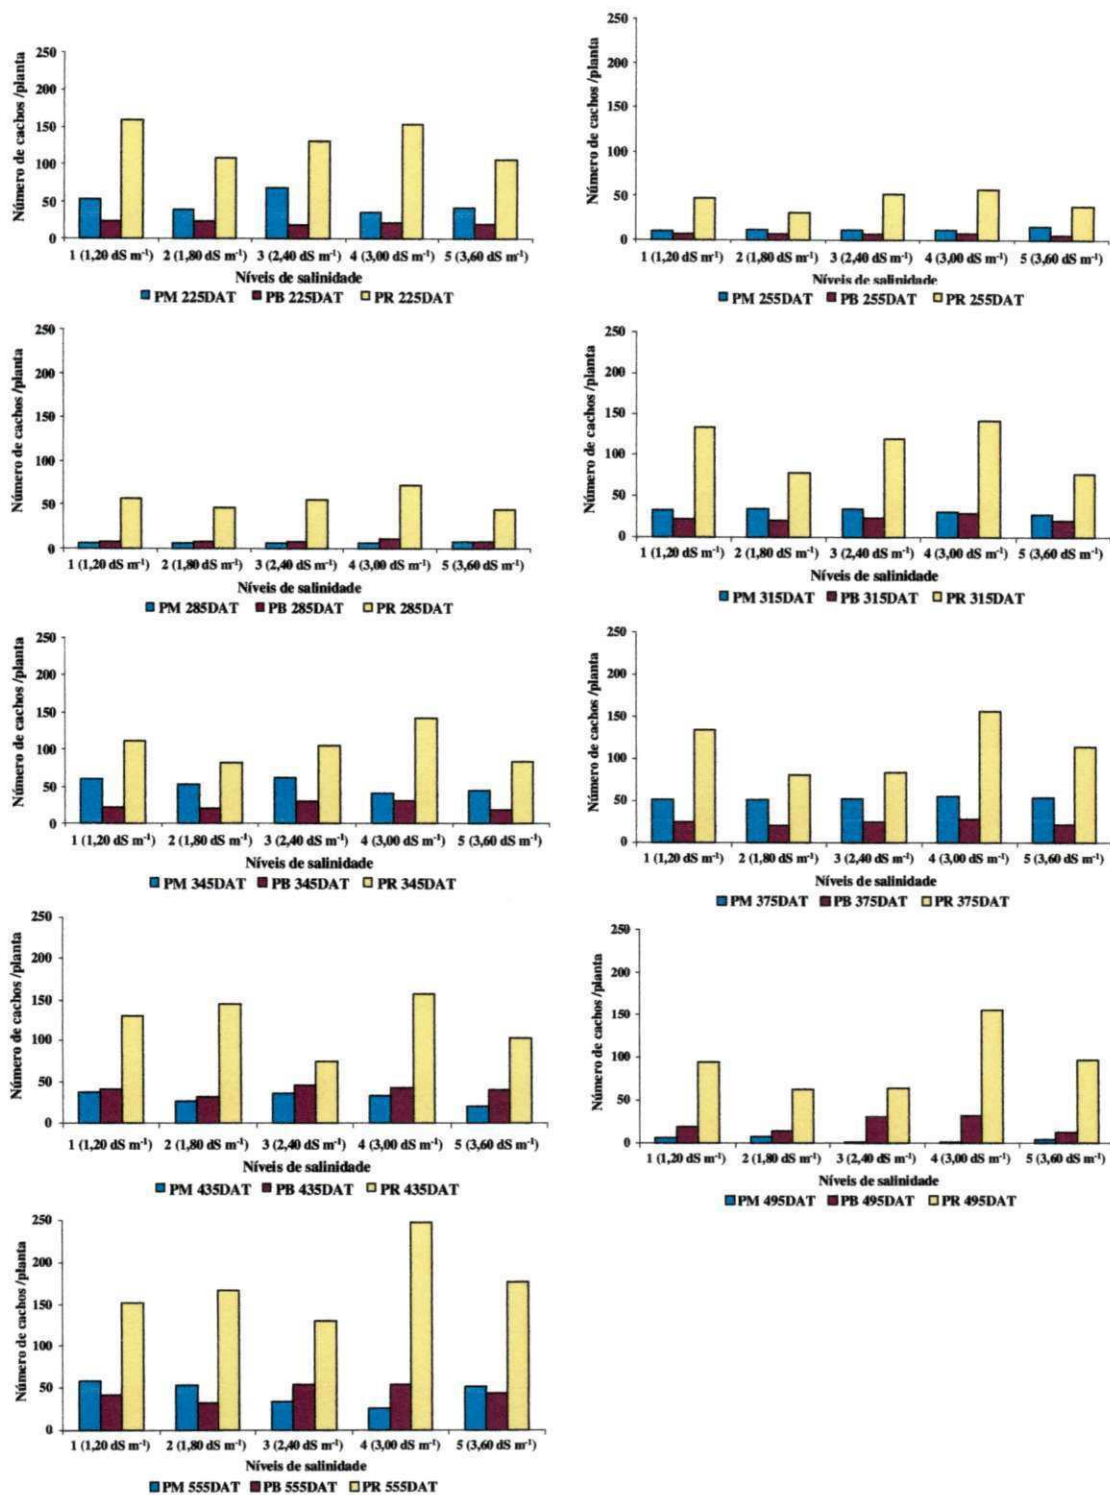 Número de cachos /planta
250
200
150
100
50
0
1 (1,20 dS m⁻¹) 2 (1,80 dS m⁻¹) 3 (2,40 dS m⁻¹) 4 (3,00 dS m⁻¹) 5 (3,60 dS m⁻¹)
Níveis de salinidade
PM 225DAT PB 225DAT PR 225DAT
Número de cachos /planta
250
200
150
100
50
0
1 (1,20 dS m⁻¹) 2 (1,80 dS m⁻¹) 3 (2,40 dS m⁻¹) 4 (3,00 dS m⁻¹) 5 (3,60 dS m⁻¹)
Níveis de salinidade
PM 255DAT PB 255DAT PR 255DAT
Número de cachos /planta
250
200
150
100
50
0
1 (1,20 dS m⁻¹) 2 (1,80 dS m⁻¹) 3 (2,40 dS m⁻¹) 4 (3,00 dS m⁻¹) 5 (3,60 dS m⁻¹)
Níveis de salinidade
PM 285DAT PB 285DAT PR 285DAT
Número de cachos /planta
250
200
150
100
50
0
1 (1,20 dS m⁻¹) 2 (1,80 dS m⁻¹) 3 (2,40 dS m⁻¹) 4 (3,00 dS m⁻¹) 5 (3,60 dS m⁻¹)
Níveis de salinidade
PM 315DAT PB 315DAT PR 315DAT
Número de cachos /planta
250
200
150
100
50
0
1 (1,20 dS m⁻¹) 2 (1,80 dS m⁻¹) 3 (2,40 dS m⁻¹) 4 (3,00 dS m⁻¹) 5 (3,60 dS m⁻¹)
Níveis de salinidade
PM 345DAT PB 345DAT PR 345DAT
Número de cachos /planta
250
200
150
100
50
0
1 (1,20 dS m⁻¹) 2 (1,80 dS m⁻¹) 3 (2,40 dS m⁻¹) 4 (3,00 dS m⁻¹) 5 (3,60 dS m⁻¹)
Níveis de salinidade
PM 375DAT PB 375DAT PR 375DAT
Número de cachos /planta
250
200
150
100
50
0
1 (1,20 dS m⁻¹) 2 (1,80 dS m⁻¹) 3 (2,40 dS m⁻¹) 4 (3,00 dS m⁻¹) 5 (3,60 dS m⁻¹)
Níveis de salinidade
PM 435DAT PB 435DAT PR 435DAT
Número de cachos /planta
250
200
150
100
50
0
1 (1,20 dS m⁻¹) 2 (1,80 dS m⁻¹) 3 (2,40 dS m⁻¹) 4 (3,00 dS m⁻¹) 5 (3,60 dS m⁻¹)
Níveis de salinidade
PM 495DAT PB 495DAT PR 495DAT
Número de cachos /planta
250
200
150
100
50
0
1 (1,20 dS m⁻¹) 2 (1,80 dS m⁻¹) 3 (2,40 dS m⁻¹) 4 (3,00 dS m⁻¹) 5 (3,60 dS m⁻¹)
Níveis de salinidade
PM 555DAT PB 555DAT PR 555DAT